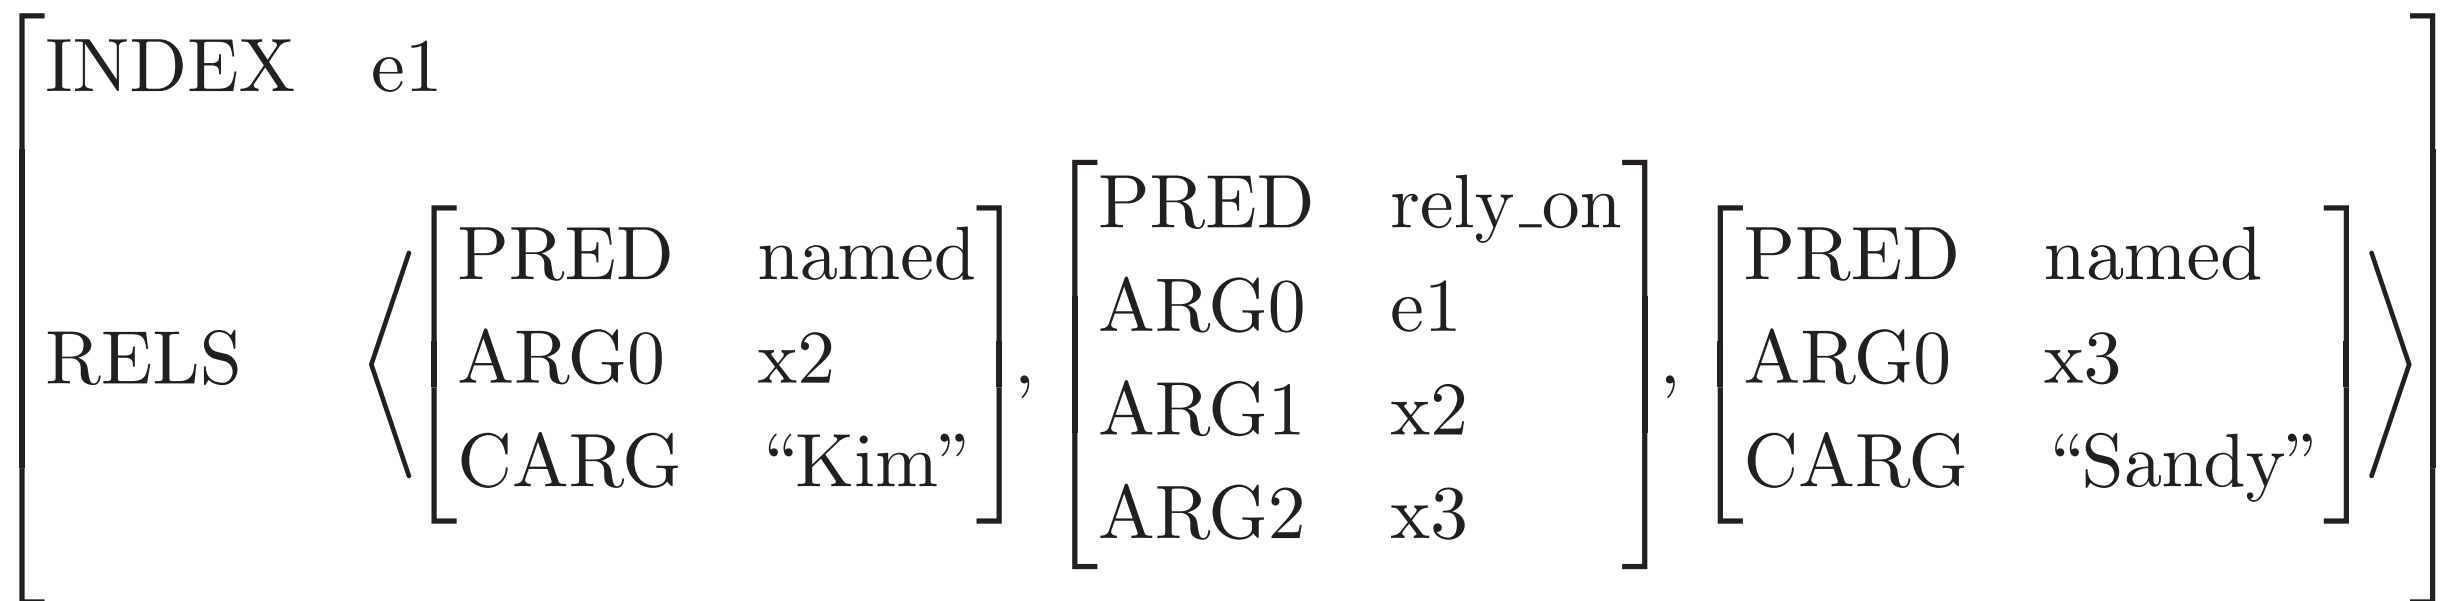 INDEX e1
RELS ⟨[PRED named
ARG0 x2
CARG “Kim”],
[PRED rely_on
ARG0 e1
ARG1 x2
ARG2 x3],
[PRED named
ARG0 x3
CARG “Sandy”]⟩